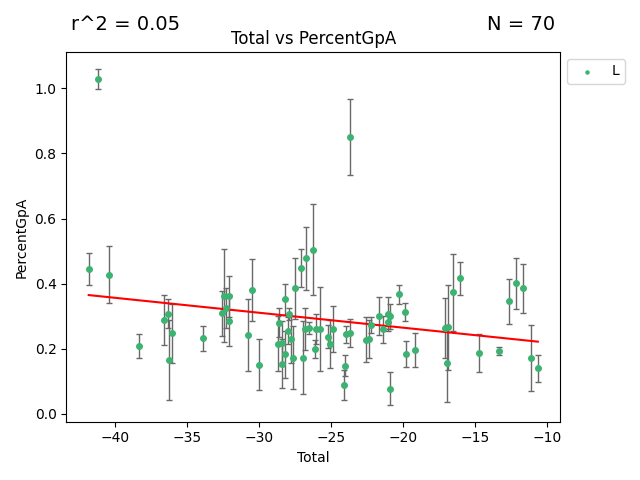 r^2 = 0.05
N = 70
Total vs PercentGpA
L
PercentGpA
1.0
0.8
0.6
0.4
0.2
0.0
−40
−35
−30
−25
−20
−15
−10
Total